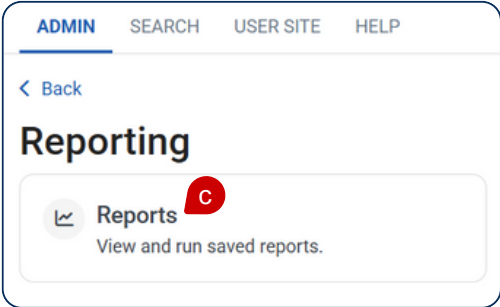 ADMIN SEARCH USER SITE HELP
Back
Reporting
Reports C
View and run saved reports.